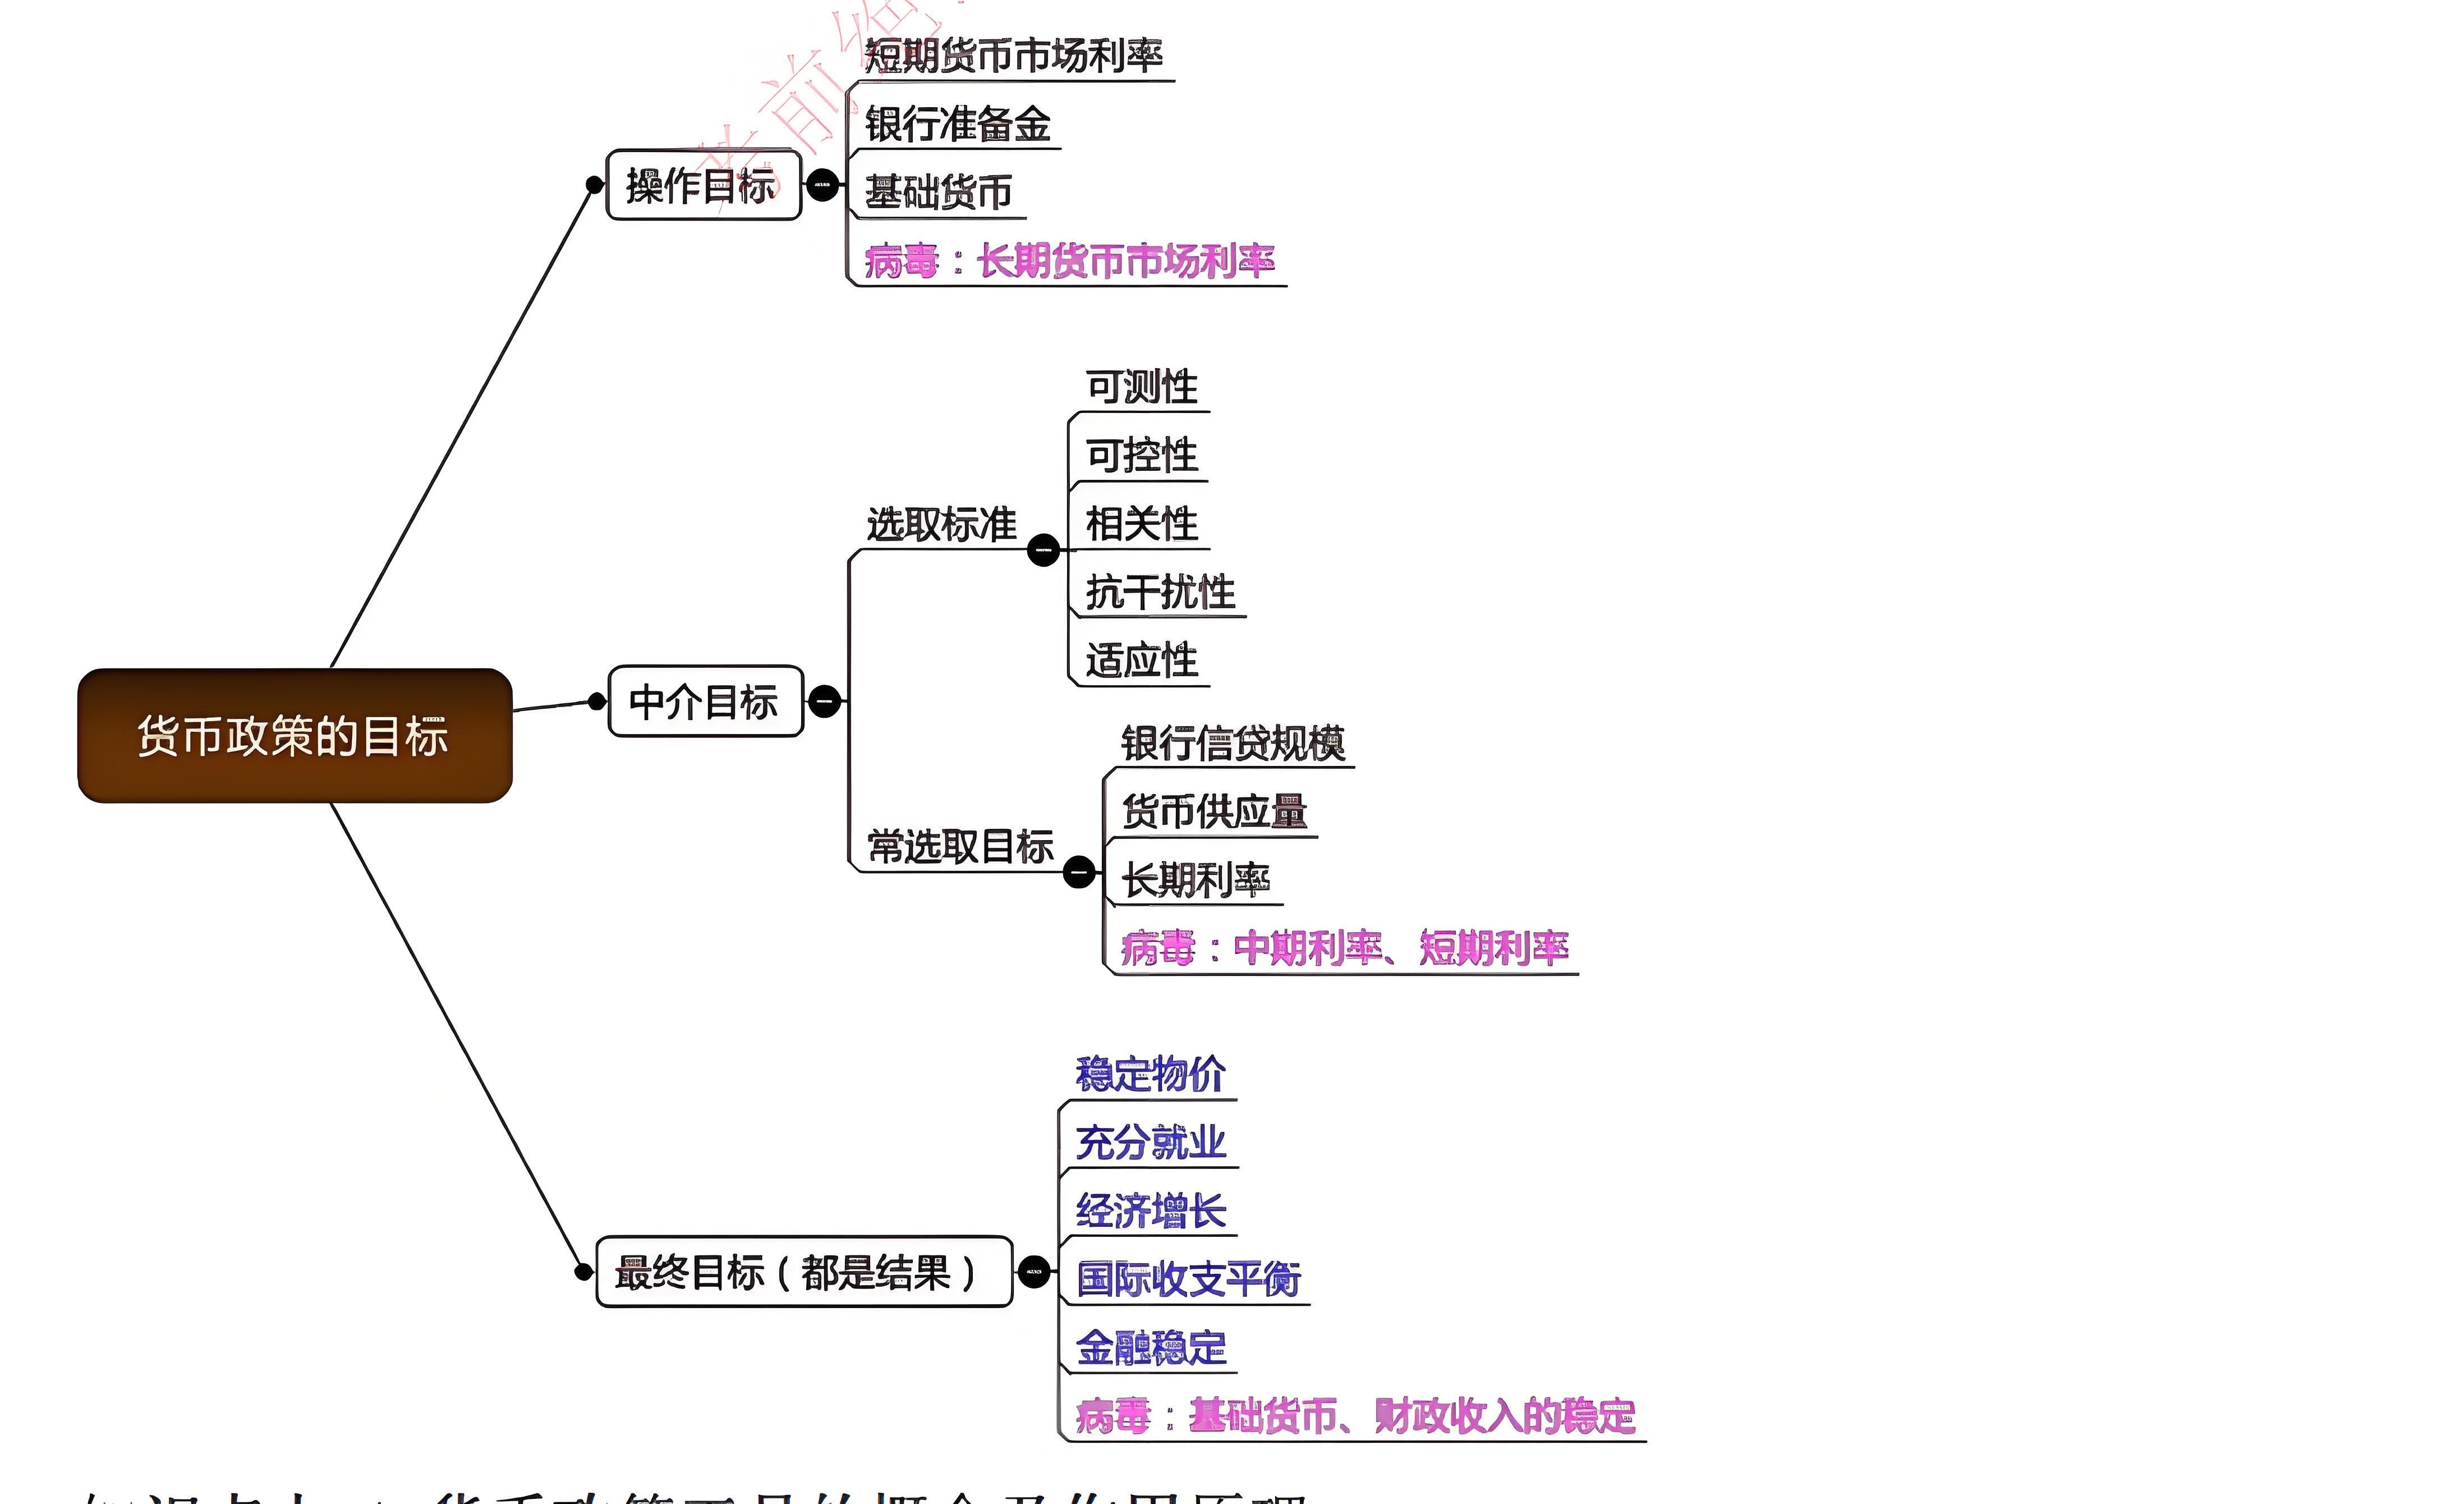 短期货币市场利率
银行准备金
操作目标
基础货币
病毒：长期货币市场利率
可测性
可控性
选取标准
相关性
抗干扰性
适应性
中介目标
货币政策的目标
银行信贷规模
货币供应量
常选取目标
长期利率
病毒：中期利率、短期利率
稳定物价
充分就业
经济增长
最终目标（都是结果）
国际收支平衡
金融稳定
病毒：基础货币、财政收入的稳定